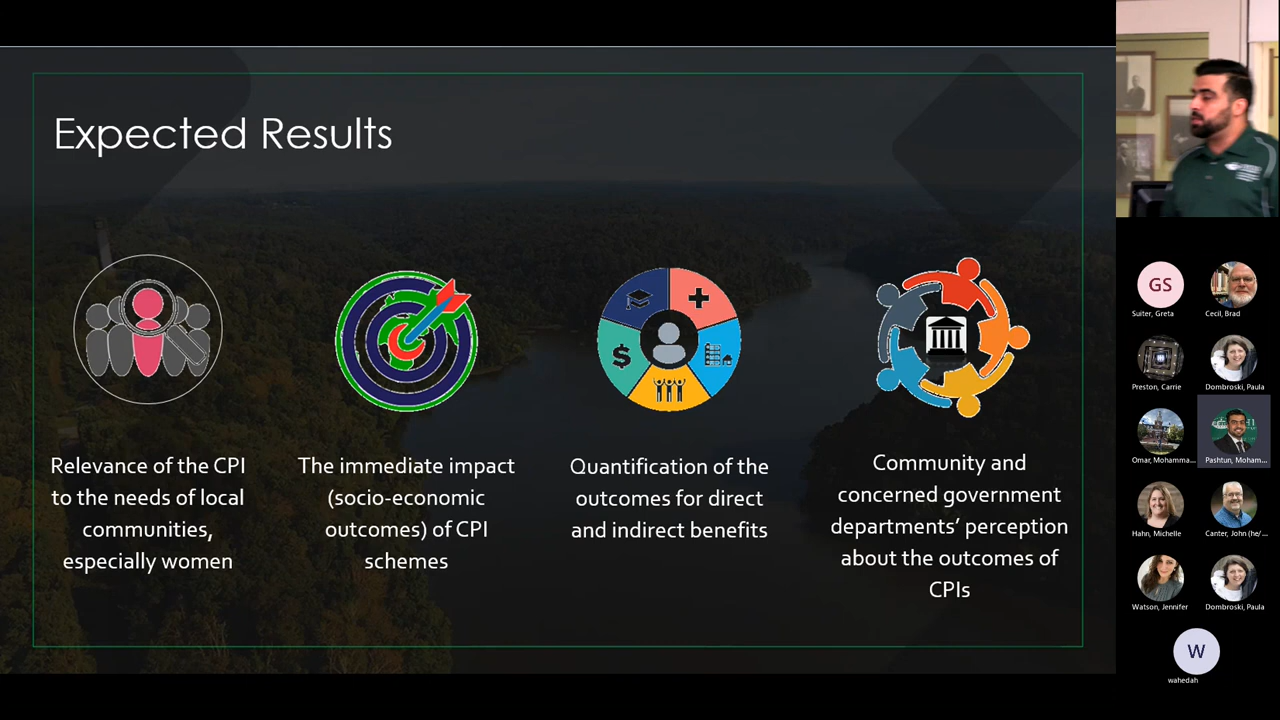 Expected Results
Relevance of the CPI
to the needs of local
communities,
especially women
The immediate impact
(socio-economic
outcomes) of CPI
schemes
Quantification of the
outcomes for direct
and indirect benefits
Community and
concerned government
departments’ perception
about the outcomes of
CPIs
GS
Suiter, Greta
Cecil, Brad
Preston, Carrie
Dombroski, Paula
Omar, Mohamma...
Pashtun, Moham...
Hahn, Michelle
Canter, John (he/ ...
Watson, Jennifer
Dombroski, Paula
W
wahedah